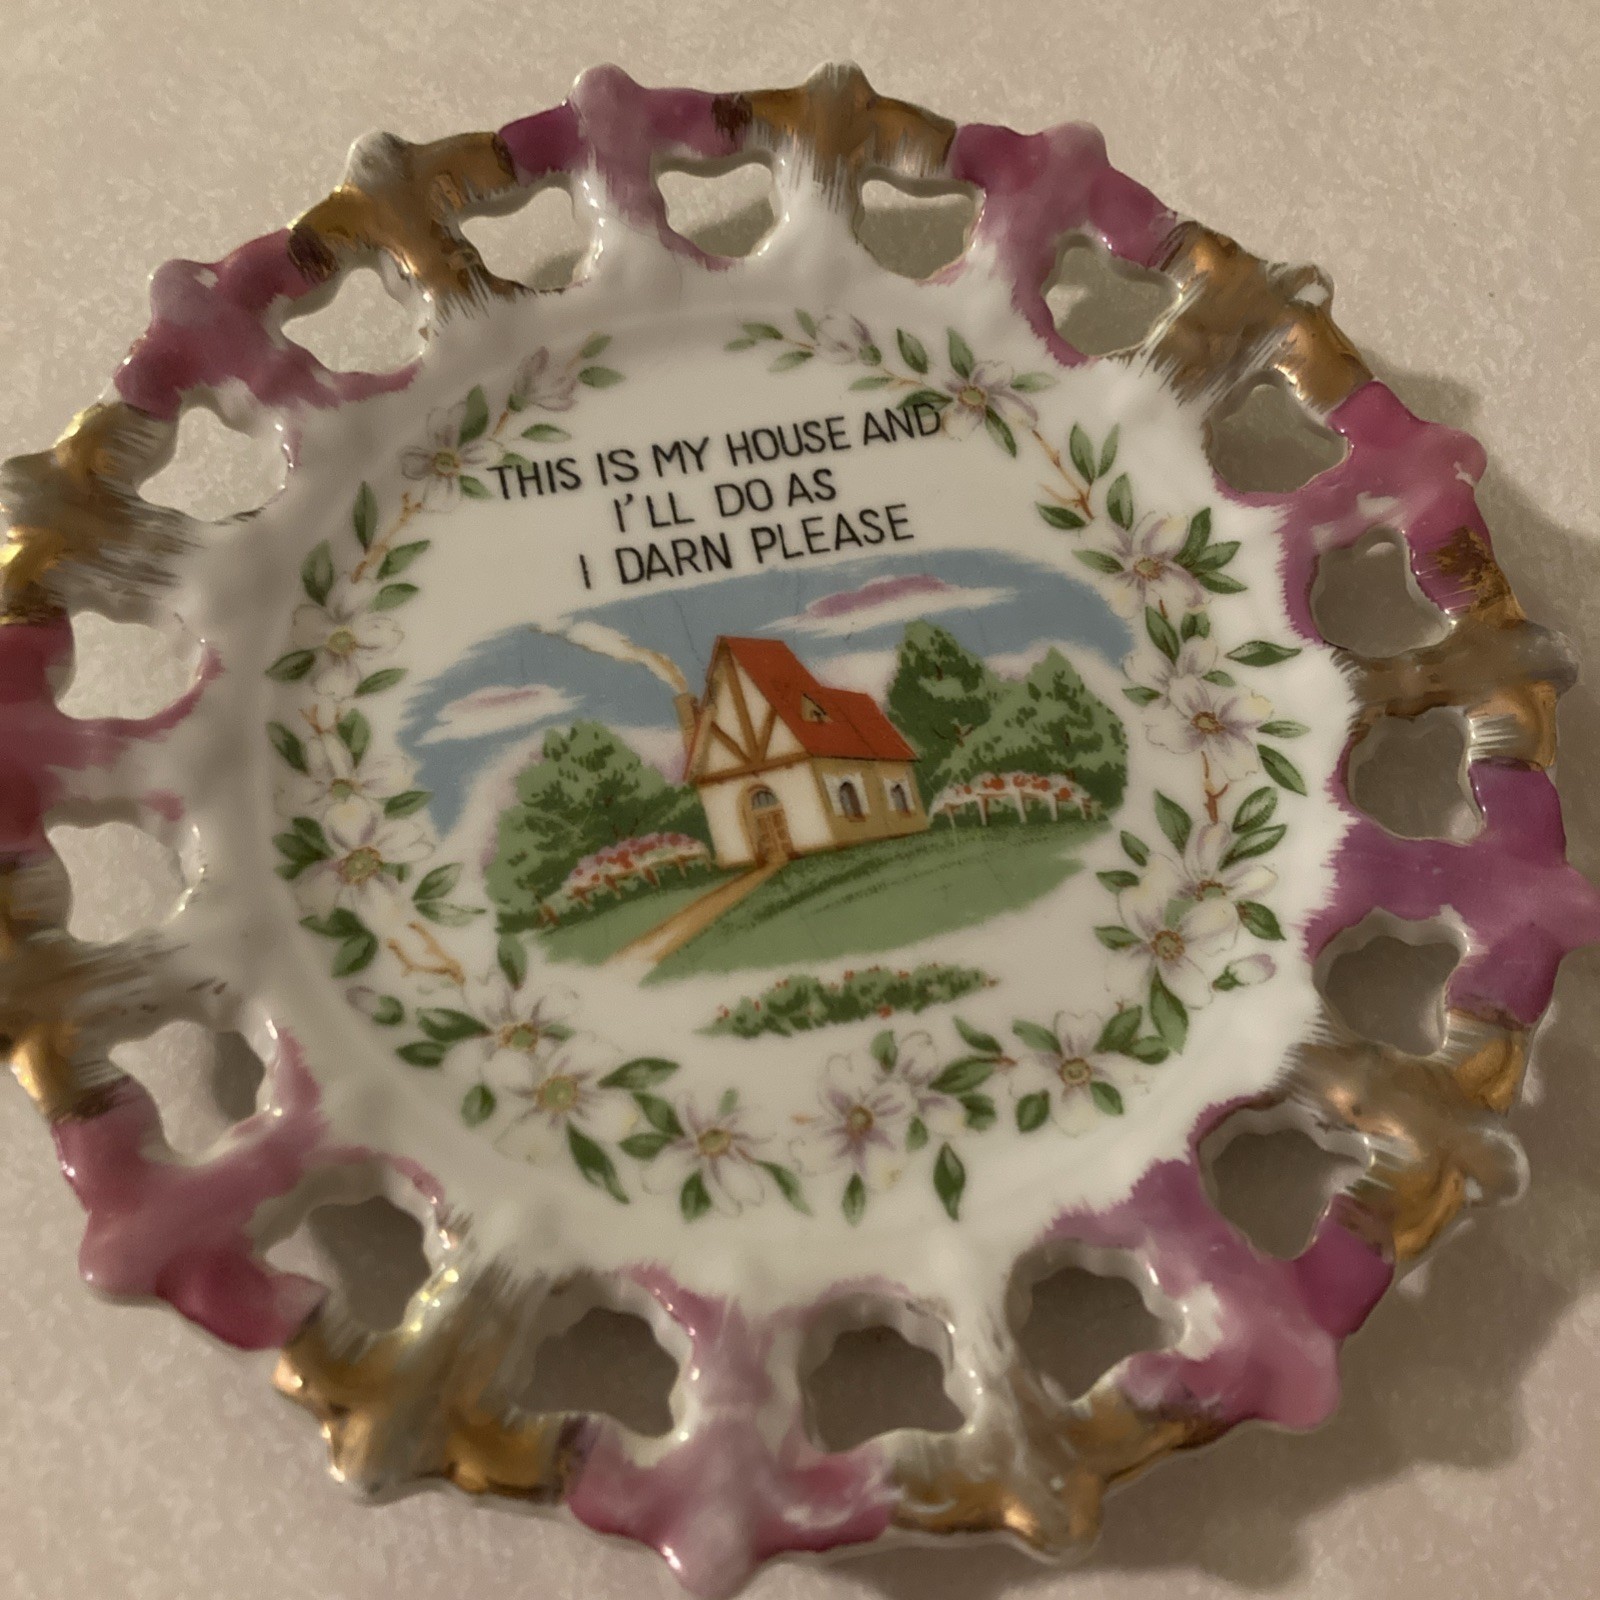 THIS IS MY HOUSE AND
I'LL DO AS
I DARN PLEASE